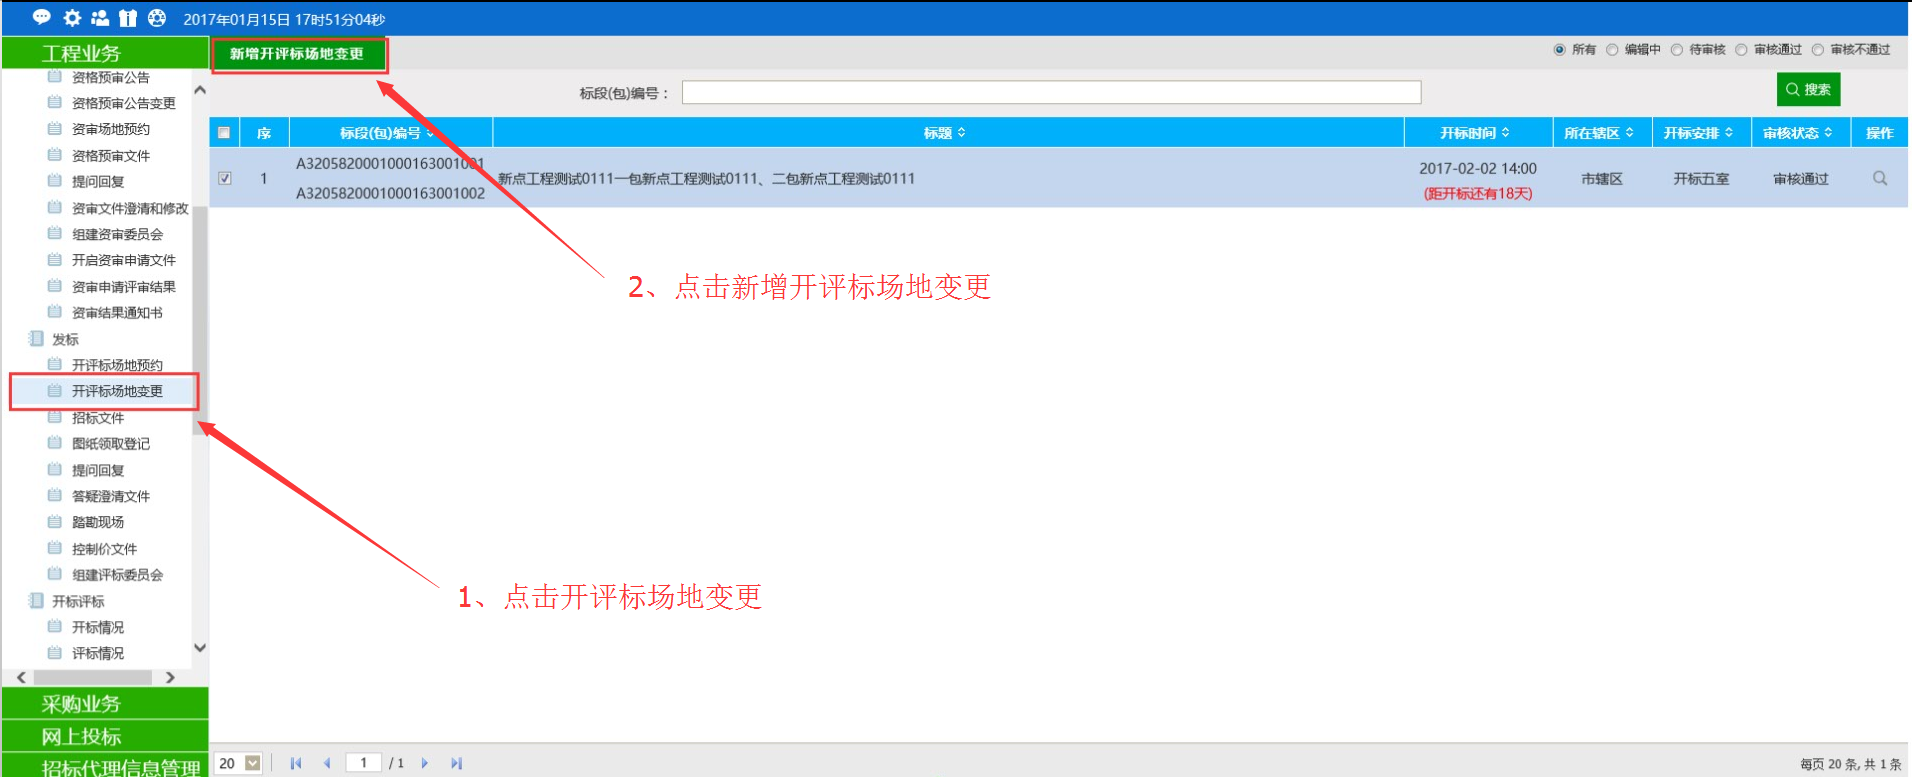 2017年01月15日 17时51分04秒
工程业务
资格预审公告
资格预审公告变更
资审场地预约
资格预审文件
提问回复
资审文件澄清和修改
组建资审委员会
开启资审申请文件
资审申请评审结果
资审结果通知书
发标
开评标场地预约
开评标场地变更
招标文件
图纸领取登记
提问回复
答疑澄清文件
踏勘现场
控制价文件
组建评标委员会
开标评标
开标情况
评标情况
采购业务
网上投标
招标代理信息管理
新增开评标场地变更
所有 编辑中 待审核 审核通过 审核不通过
标段(包)编号：
搜索
序 标段(包)编号 标题 开标时间 所在辖区 开标安排 审核状态 操作
1
A3205820001000163001001
A3205820001000163001002
新点工程测试0111一包新点工程测试0111、二包新点工程测试0111
2017-02-02 14:00
(距开标还有18天)
市辖区
开标五室
审核通过
2、点击新增开评标场地变更
1、点击开评标场地变更
20 1 / 1
每页 20 条, 共 1 条